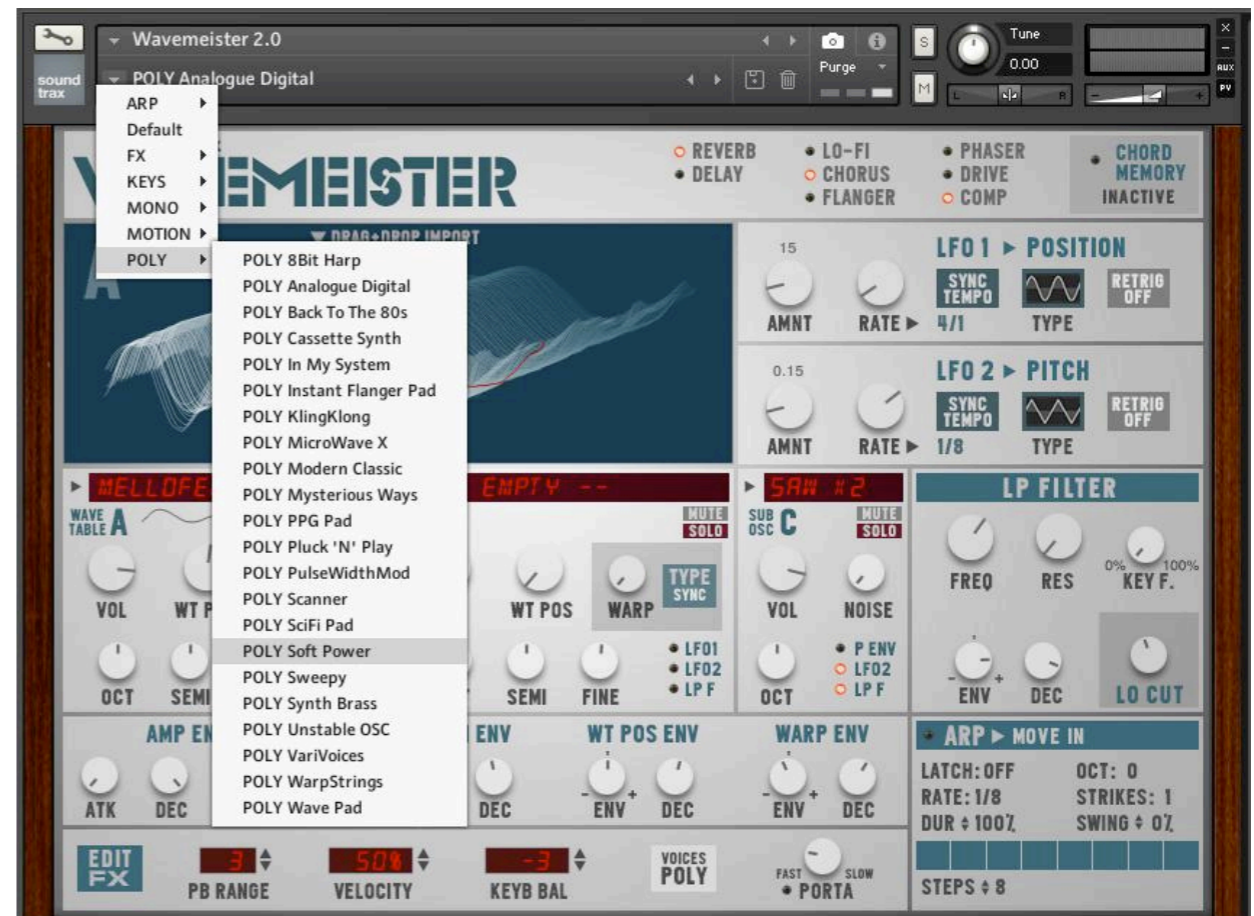 Wavemeister 2.0
POLY Analogue Digital
sound
trax
Purge
S
M
Tune
0.00
L
R
-
+
×
-
AUX
PV
ARP
Default
FX
KEYS
MONO
MOTION
POLY
EMEISTER
REVERB
DELAY
LO-FI
CHORUS
FLANGER
PHASER
DRIVE
COMP
CHORD
MEMORY
INACTIVE
DRAG+DROP IMPORT
A
POLY 8Bit Harp
POLY Analogue Digital
POLY Back To The 80s
POLY Cassette Synth
POLY In My System
POLY Instant Flanger Pad
POLY KlingKlong
POLY MicroWave X
POLY Modern Classic
POLY Mysterious Ways
POLY PPG Pad
POLY Pluck 'N' Play
POLY PulseWidthMod
POLY Scanner
POLY SciFi Pad
POLY Soft Power
POLY Sweepy
POLY Synth Brass
POLY Unstable OSC
POLY VariVoices
POLY WarpStrings
POLY Wave Pad
15
AMNT
RATE
LFO 1 ▸ POSITION
SYNC
TEMPO
4/1
TYPE
RETRIG
OFF
0.15
AMNT
RATE
LFO 2 ▸ PITCH
SYNC
TEMPO
1/8
TYPE
RETRIG
OFF
MELLOFE
WAVE
TABLE A
VOL
WT P
OCT
SEMI
EMPTY --
MUTE
SOLO
WT POS
WARP
TYPE
SYNC
SEMI
FINE
LFO1
LFO2
LP F
SAW #2
SUB
OSC C
MUTE
SOLO
VOL
NOISE
OCT
P ENV
LFO2
LP F
LP FILTER
FREQ
RES
0%
100%
KEY F.
-
+
ENV
DEC
LO CUT
AMP EN
ATK
DEC
ENV
DEC
WT POS ENV
-
+
ENV
DEC
WARP ENV
-
+
ENV
DEC
ARP ▸ MOVE IN
LATCH: OFF
OCT: 0
RATE: 1/8
STRIKES: 1
DUR 100%
SWING 0%
STEPS 8
EDIT
FX
3
PB RANGE
50%
VELOCITY
-3
KEYB BAL
VOICES
POLY
FAST
SLOW
PORTA